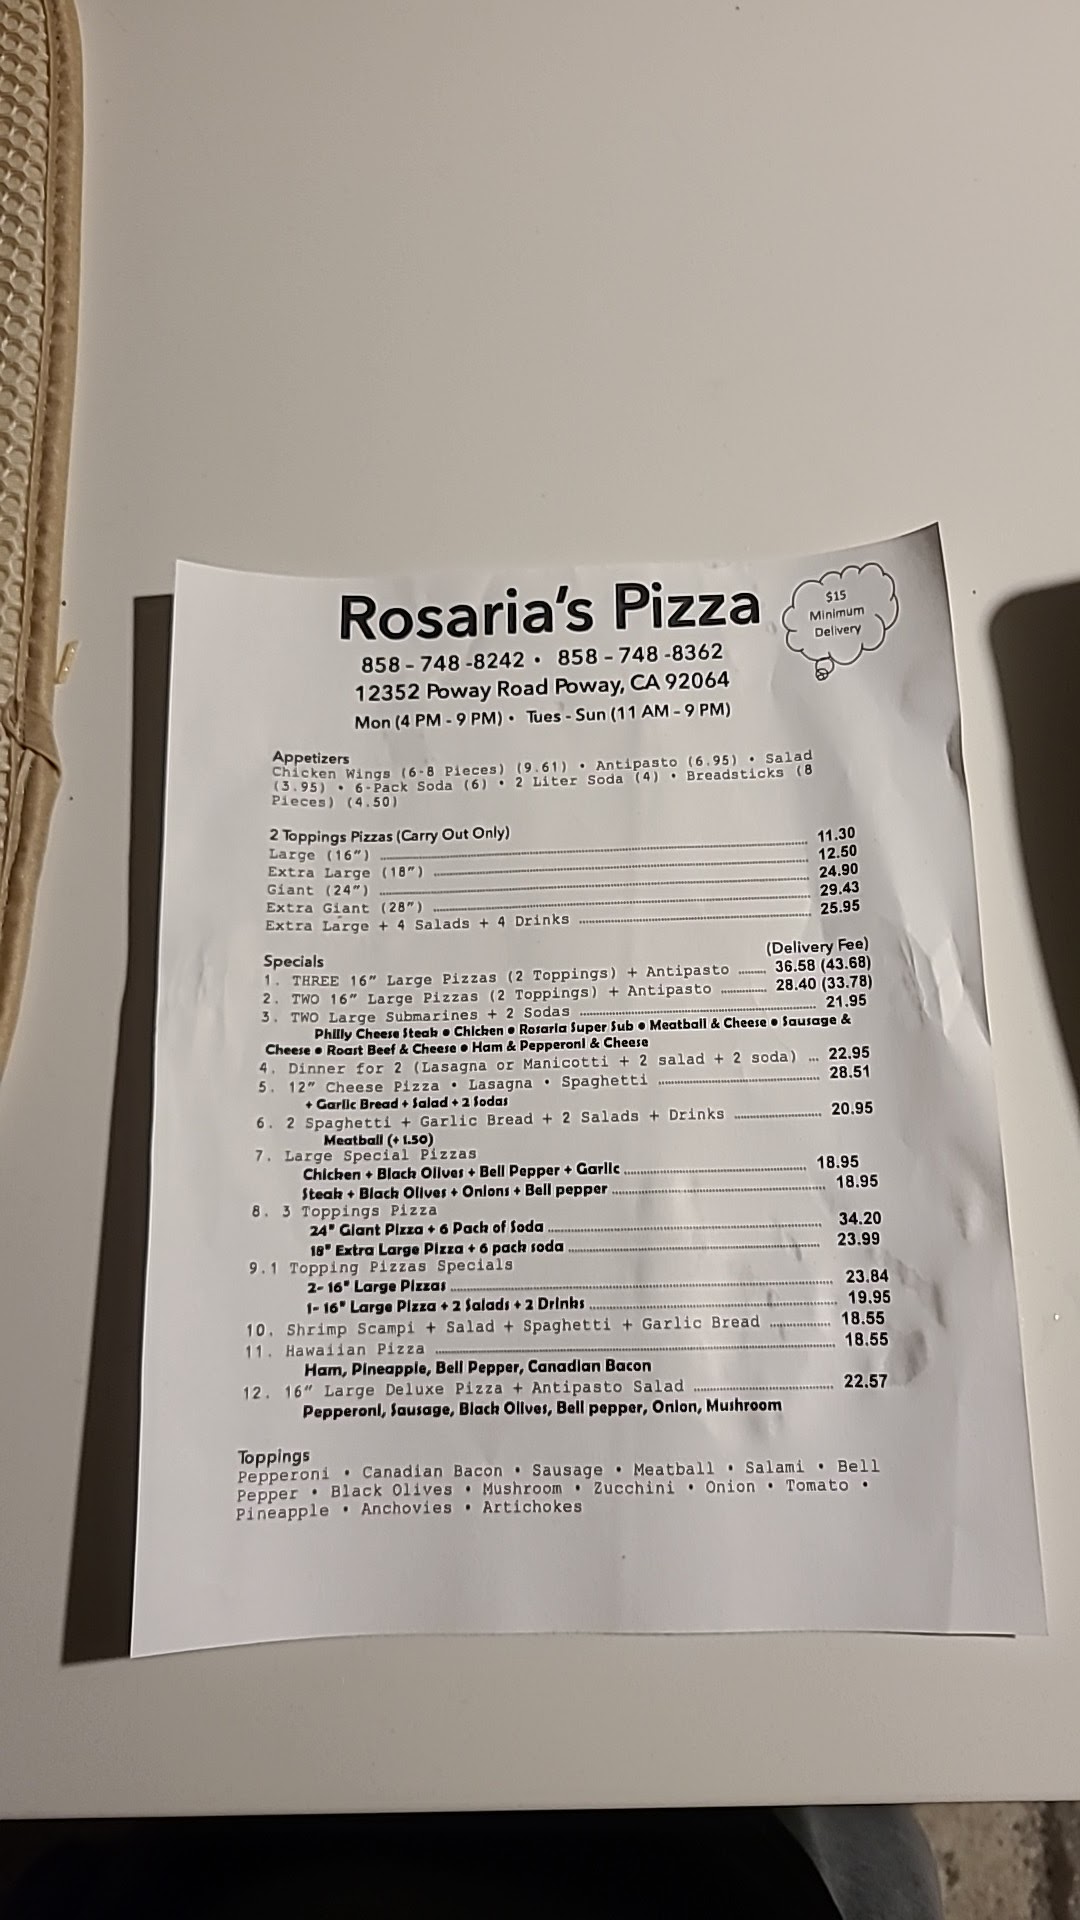 Rosaria's Pizza
$15
Minimum
Delivery
858 - 748 -8242 • 858 - 748 -8362
12352 Poway Road Poway, CA 92064
Mon (4 PM - 9 PM) • Tues - Sun (11 AM - 9 PM)
Appetizers
Chicken Wings (6-8 Pieces) (9.61) • Antipasto (6.95) • Salad
(3.95) • 6-Pack Soda (6) • 2 Liter Soda (4) • Breadsticks (8
Pieces) (4.50)
2 Toppings Pizzas (Carry Out Only)
Large (16") 11.30
Extra Large (18") 12.50
Giant (24") 24.90
Extra Giant (28") 29.43
Extra Large + 4 Salads + 4 Drinks 25.95
Specials (Delivery Fee)
1. THREE 16" Large Pizzas (2 Toppings) + Antipasto 36.58 (43.68)
2. TWO 16" Large Pizzas (2 Toppings) + Antipasto 28.40 (33.78)
3. TWO Large Submarines + 2 Sodas 21.95
Philly Cheese Steak • Chicken • Rosaria Super Sub • Meatball & Cheese • Sausage &
Cheese • Roast Beef & Cheese • Ham & Pepperoni & Cheese
4. Dinner for 2 (Lasagna or Manicotti + 2 salad + 2 soda) ... 22.95
5. 12" Cheese Pizza • Lasagna • Spaghetti 28.51
+ Garlic Bread + Salad + 2 Sodas
6. 2 Spaghetti + Garlic Bread + 2 Salads + Drinks 20.95
Meatball (+ 1.50)
7. Large Special Pizzas
Chicken + Black Olives + Bell Pepper + Garlic 18.95
Steak + Black Olives + Onions + Bell pepper 18.95
8. 3 Toppings Pizza
24" Giant Pizza + 6 Pack of Soda 34.20
18" Extra Large Pizza + 6 pack soda 23.99
9.1 Topping Pizzas Specials
2- 16" Large Pizzas 23.84
1- 16" Large Pizza + 2 Salads + 2 Drinks 19.95
10. Shrimp Scampi + Salad + Spaghetti + Garlic Bread 18.55
11. Hawaiian Pizza 18.55
Ham, Pineapple, Bell Pepper, Canadian Bacon
12. 16" Large Deluxe Pizza + Antipasto Salad 22.57
Pepperoni, Sausage, Black Olives, Bell pepper, Onion, Mushroom
Toppings
Pepperoni • Canadian Bacon • Sausage • Meatball • Salami • Bell
Pepper • Black Olives • Mushroom • Zucchini • Onion • Tomato •
Pineapple • Anchovies • Artichokes